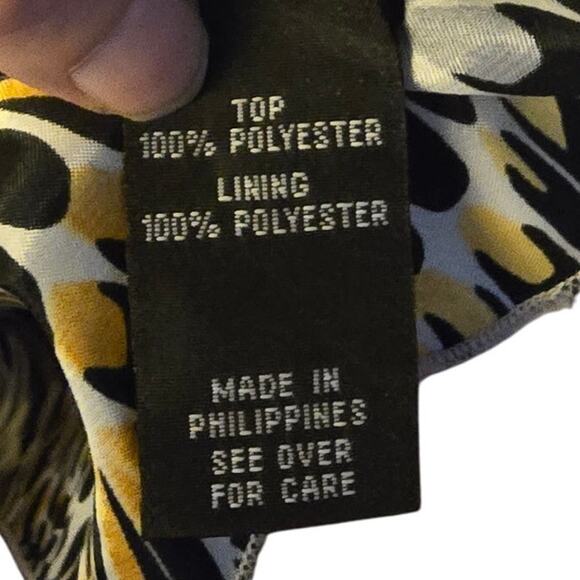 TOP
100% POLYESTER
LINING
100% POLYESTER
MADE IN
PHILIPPINES
SEE OVER
FOR CARE